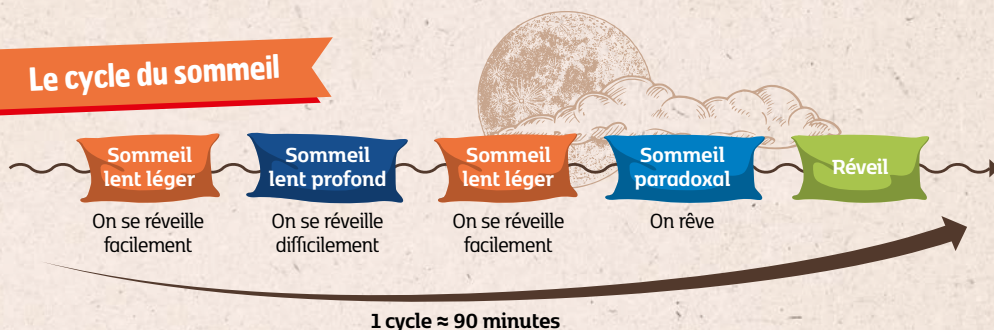 Le cycle du sommeil
Sommeil
lent léger
Sommeil
lent profond
Sommeil
lent léger
Sommeil
paradoxal
Réveil
On se réveille
facilement
On se réveille
difficilement
On se réveille
facilement
On rêve
1 cycle ≈ 90 minutes